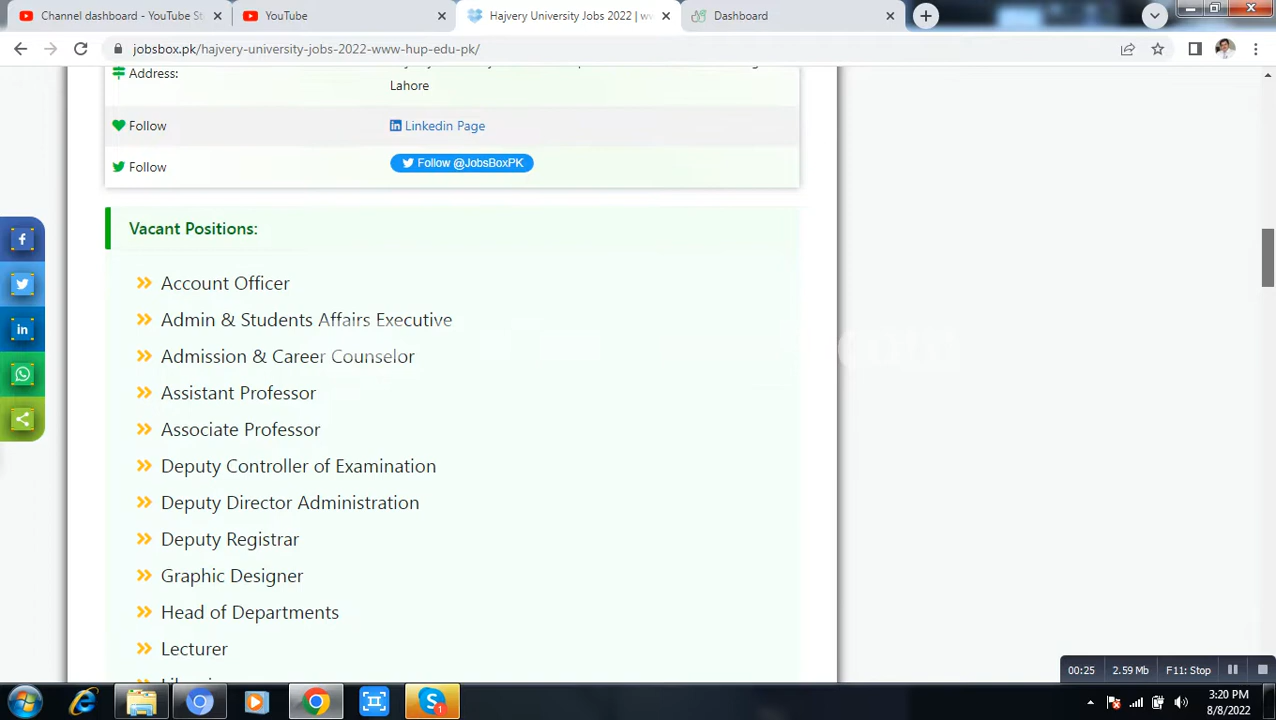 Channel dashboard - YouTube S
YouTube
Hajvery University Jobs 2022 | w
Dashboard
jobsbox.pk/hajvery-university-jobs-2022-www-hup-edu-pk/
Address:
Lahore
Follow
Linkedin Page
Follow
Follow @JobsBoxPK
Vacant Positions:
Account Officer
Admin & Students Affairs Executive
Admission & Career Counselor
Assistant Professor
Associate Professor
Deputy Controller of Examination
Deputy Director Administration
Deputy Registrar
Graphic Designer
Head of Departments
Lecturer
00:25
2.59 Mb
F11: Stop
3:20 PM
8/8/2022